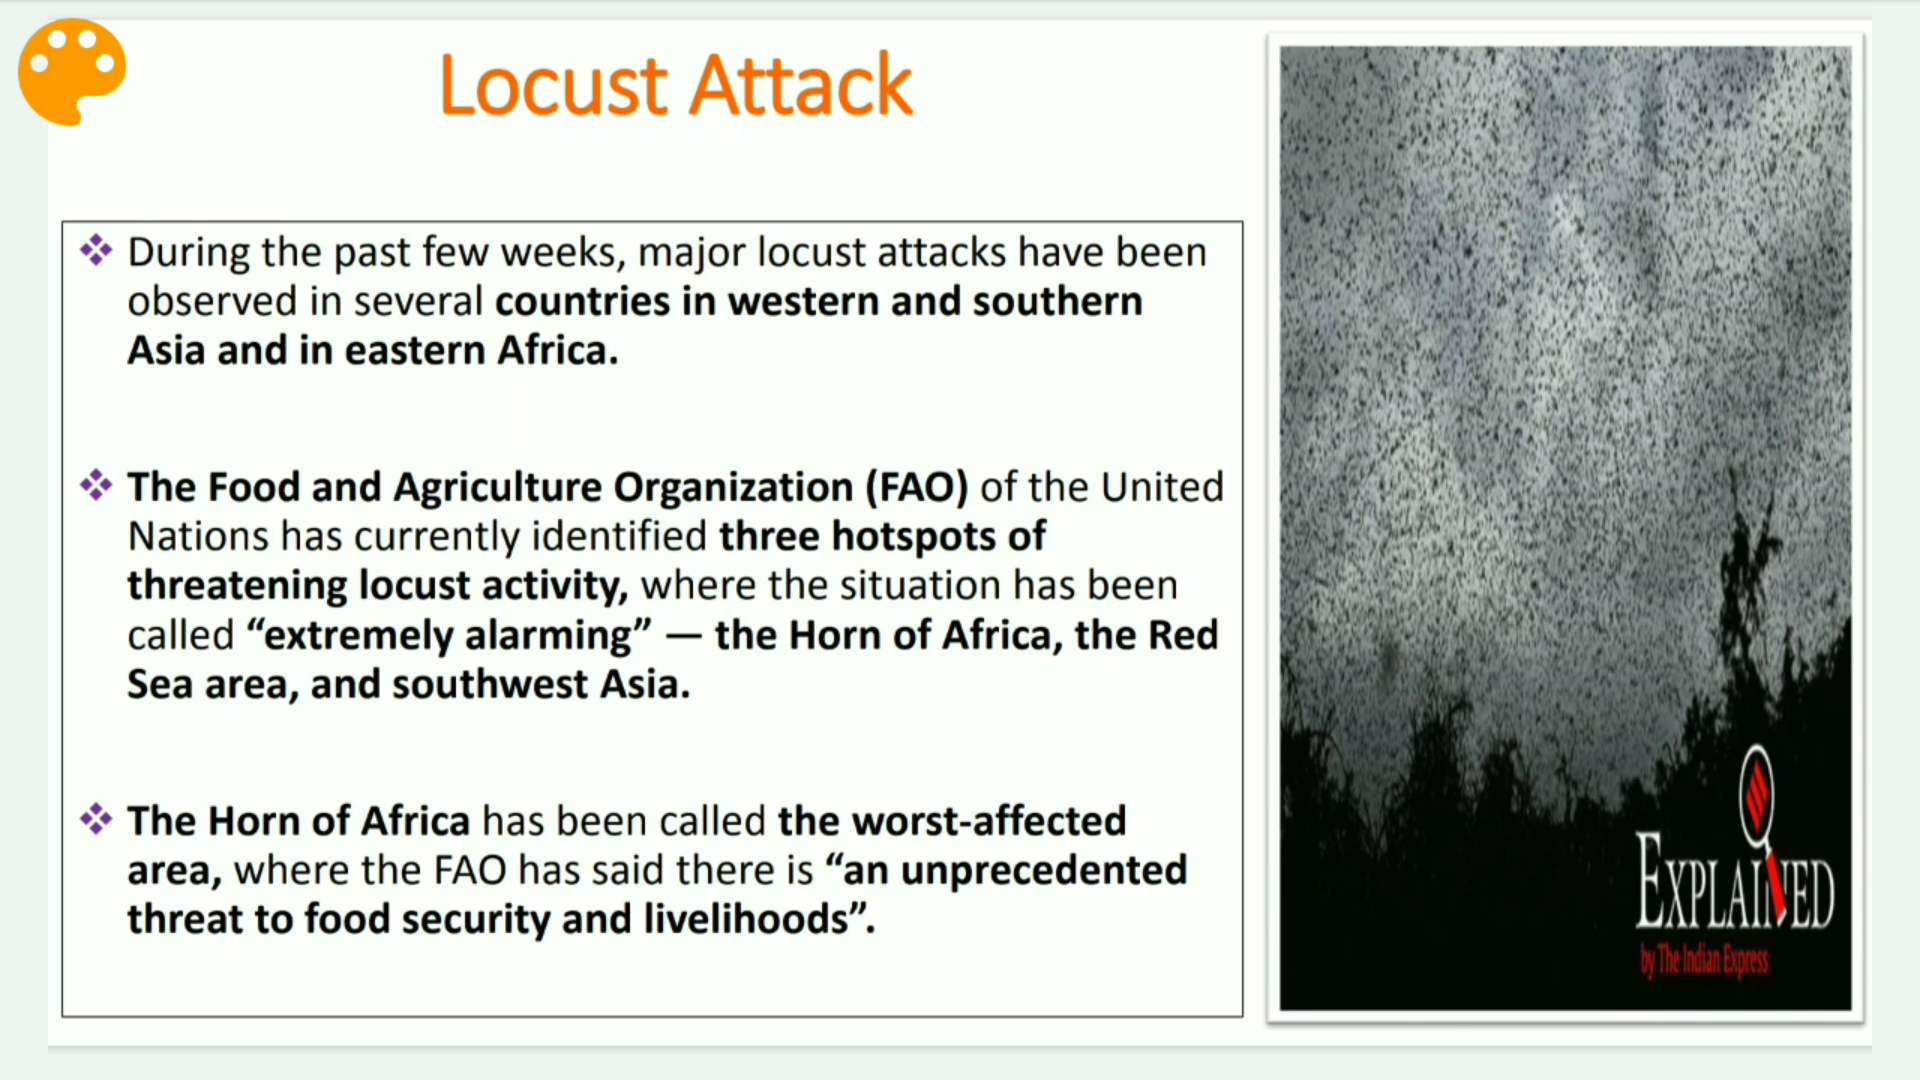 Locust Attack
During the past few weeks, major locust attacks have been
observed in several countries in western and southern
Asia and in eastern Africa.
The Food and Agriculture Organization (FAO) of the United
Nations has currently identified three hotspots of
threatening locust activity, where the situation has been
called “extremely alarming” — the Horn of Africa, the Red
Sea area, and southwest Asia.
The Horn of Africa has been called the worst-affected
area, where the FAO has said there is “an unprecedented
threat to food security and livelihoods”.
EXPLAINED
by The Indian Express